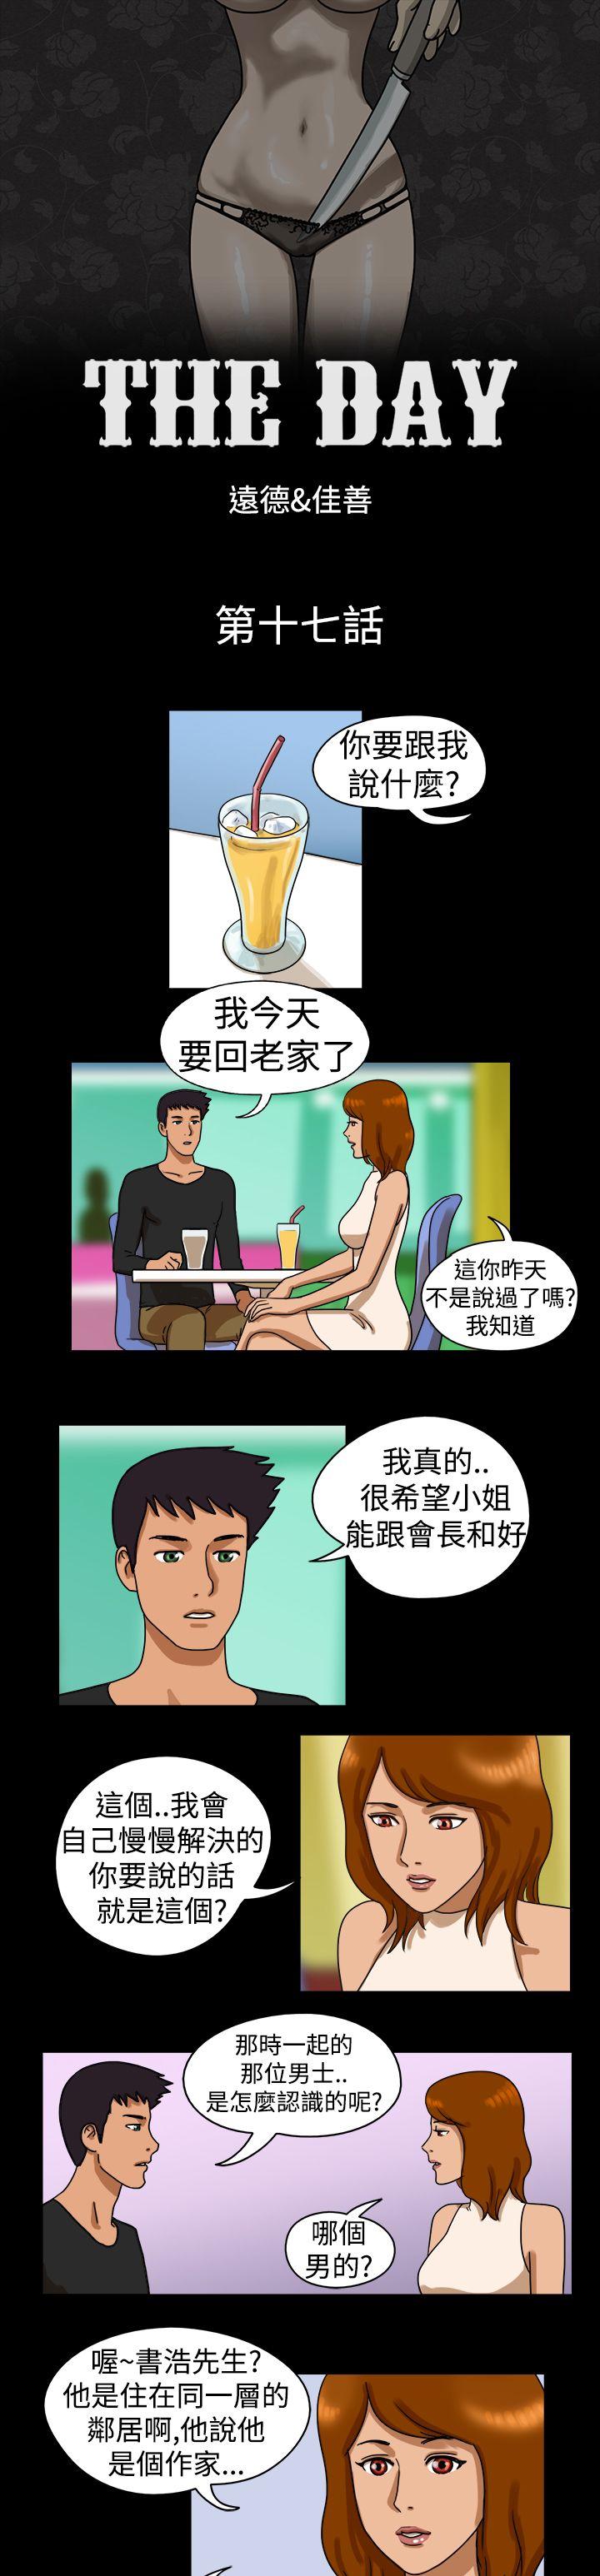 THE DAY
遠德&佳善
第十七話
你要跟我
說什麼?
我今天
要回老家了
這你昨天
不是說過了嗎?
我知道
我真的..
很希望小姐
能跟會長和好
這個..我會
自己慢慢解決的
你要說的話
就是這個?
那時一起的
那位男士..
是怎麼認識的呢?
哪個
男的?
喔~書浩先生?
他是住在同一層的
鄰居啊,他說他
是個作家...